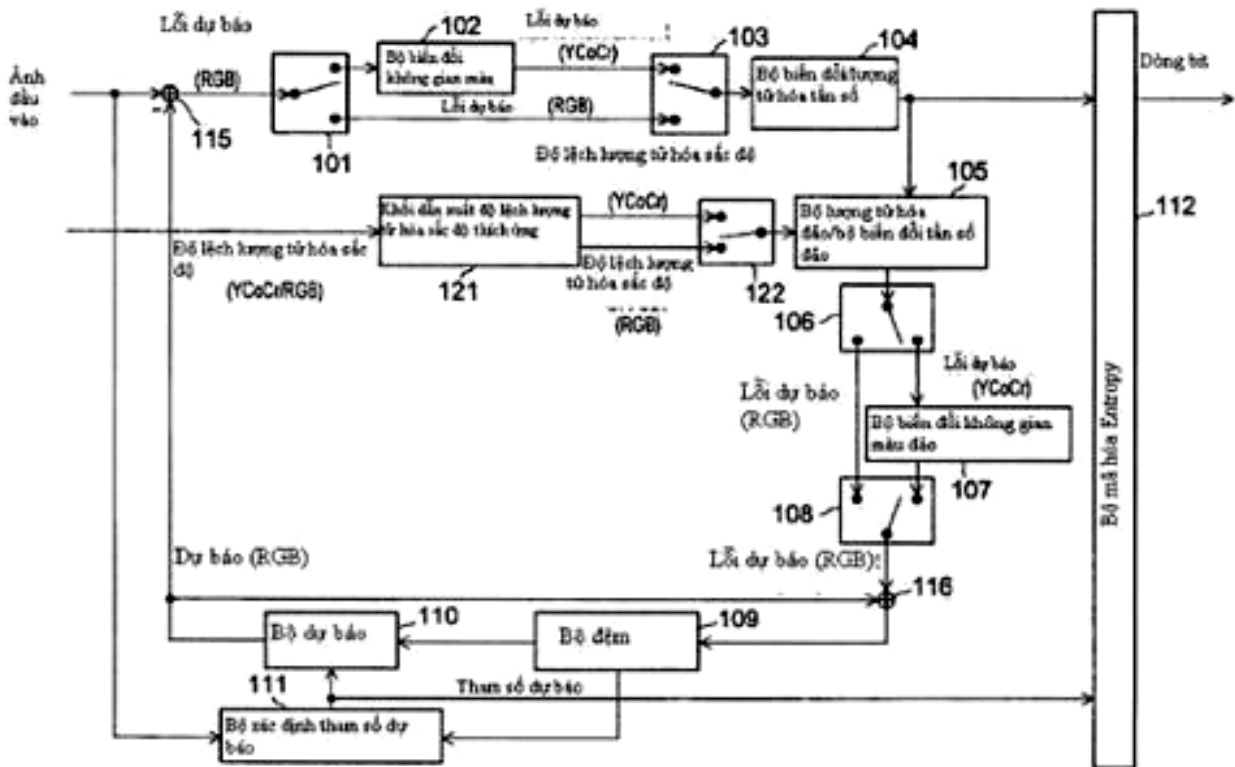 Lỗi dự báo
102
Lỗi dự báo
(YCoCr)
103
104
Ảnh
đầu
vào
(RGB)
Bộ biến đổi
không gian màu
Bộ biến đổi lượng
tử hóa tần số
Dòng bit
Lỗi dự báo
(RGB)
115
101
Độ lệch lượng tử hóa sắc độ
105
(YCoCr)
Khối dẫn xuất độ lệch lượng
tử hóa sắc độ thích ứng
Bộ lượng tử hóa
đảo/bộ biến đổi tần số
đảo
112
Độ lệch lượng tử hóa sắc
độ
(YCoCr/RGB)
121
Độ lệch lượng
tử hóa sắc độ
(RGB)
122
106
Lỗi dự báo
(YCoCr)
Lỗi dự báo
(RGB)
Bộ biến đổi không gian
màu đảo
107
108
Bộ mã hóa Entropy
Dự báo (RGB)
Lỗi dự báo (RGB)
116
110
109
Bộ dự báo
Bộ đệm
111
Tham số dự báo
Bộ xác định tham số dự
báo